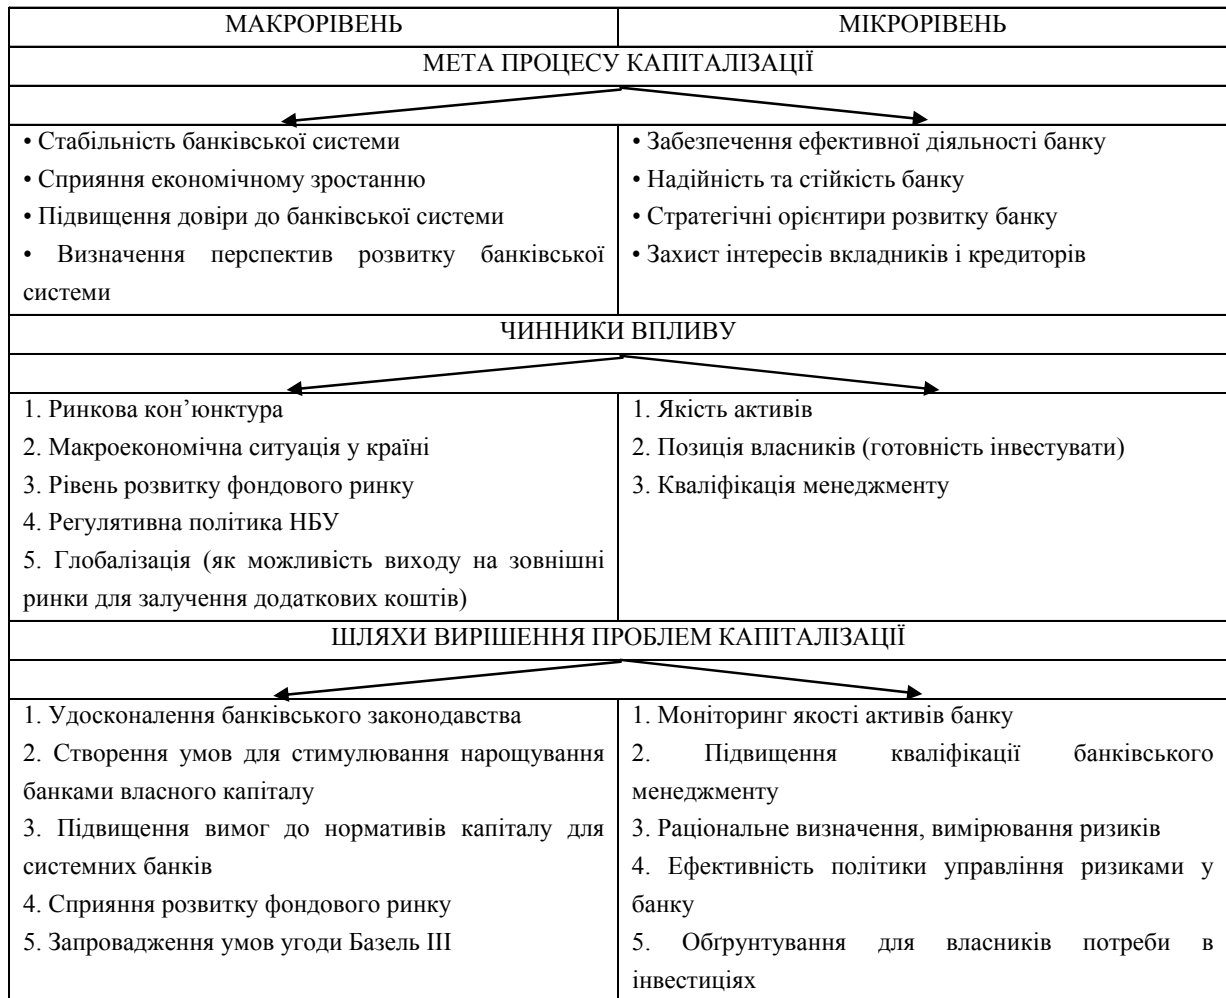 МАКРОРІВЕНЬ
МІКРОРІВЕНЬ
МЕТА ПРОЦЕСУ КАПІТАЛІЗАЦІЇ
• Стабільність банківської системи
• Сприяння економічному зростанню
• Підвищення довіри до банківської системи
• Визначення перспектив розвитку банківської
системи
• Забезпечення ефективної діяльності банку
• Надійність та стійкість банку
• Стратегічні орієнтири розвитку банку
• Захист інтересів вкладників і кредиторів
ЧИННИКИ ВПЛИВУ
1. Ринкова кон’юнктура
2. Макроекономічна ситуація у країні
3. Рівень розвитку фондового ринку
4. Регулятивна політика НБУ
5. Глобалізація (як можливість виходу на зовнішні
ринки для залучення додаткових коштів)
1. Якість активів
2. Позиція власників (готовність інвестувати)
3. Кваліфікація менеджменту
ШЛЯХИ ВИРІШЕННЯ ПРОБЛЕМ КАПІТАЛІЗАЦІЇ
1. Удосконалення банківського законодавства
2. Створення умов для стимулювання нарощування
банками власного капіталу
3. Підвищення вимог до нормативів капіталу для
системних банків
4. Сприяння розвитку фондового ринку
5. Запровадження умов угоди Базель ІІІ
1. Моніторинг якості активів банку
2. Підвищення кваліфікації банківського
менеджменту
3. Раціональне визначення, вимірювання ризиків
4. Ефективність політики управління ризиками у
банку
5. Обґрунтування для власників потреби в
інвестиціях